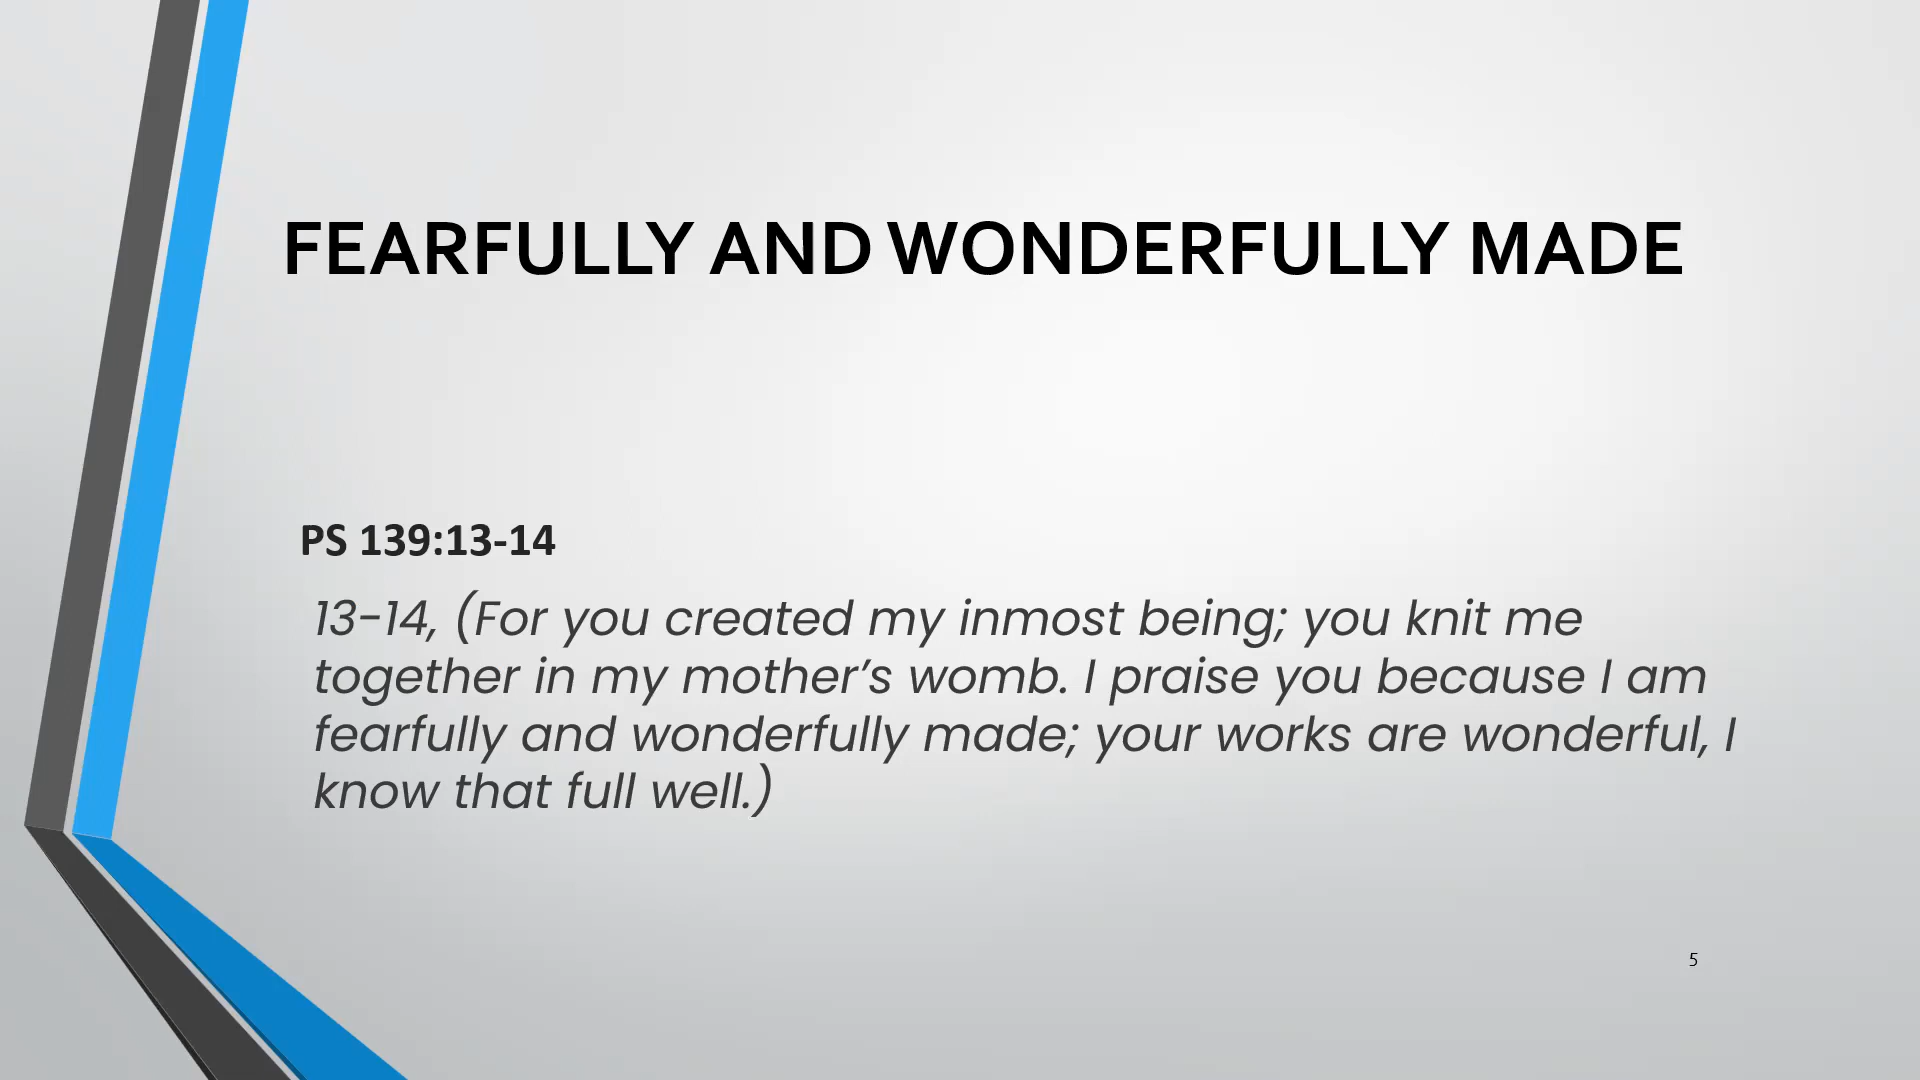 FEARFULLY AND WONDERFULLY MADE
PS 139:13-14
13-14, (For you created my inmost being; you knit me
together in my mother’s womb. I praise you because I am
fearfully and wonderfully made; your works are wonderful, I
know that full well.)
5